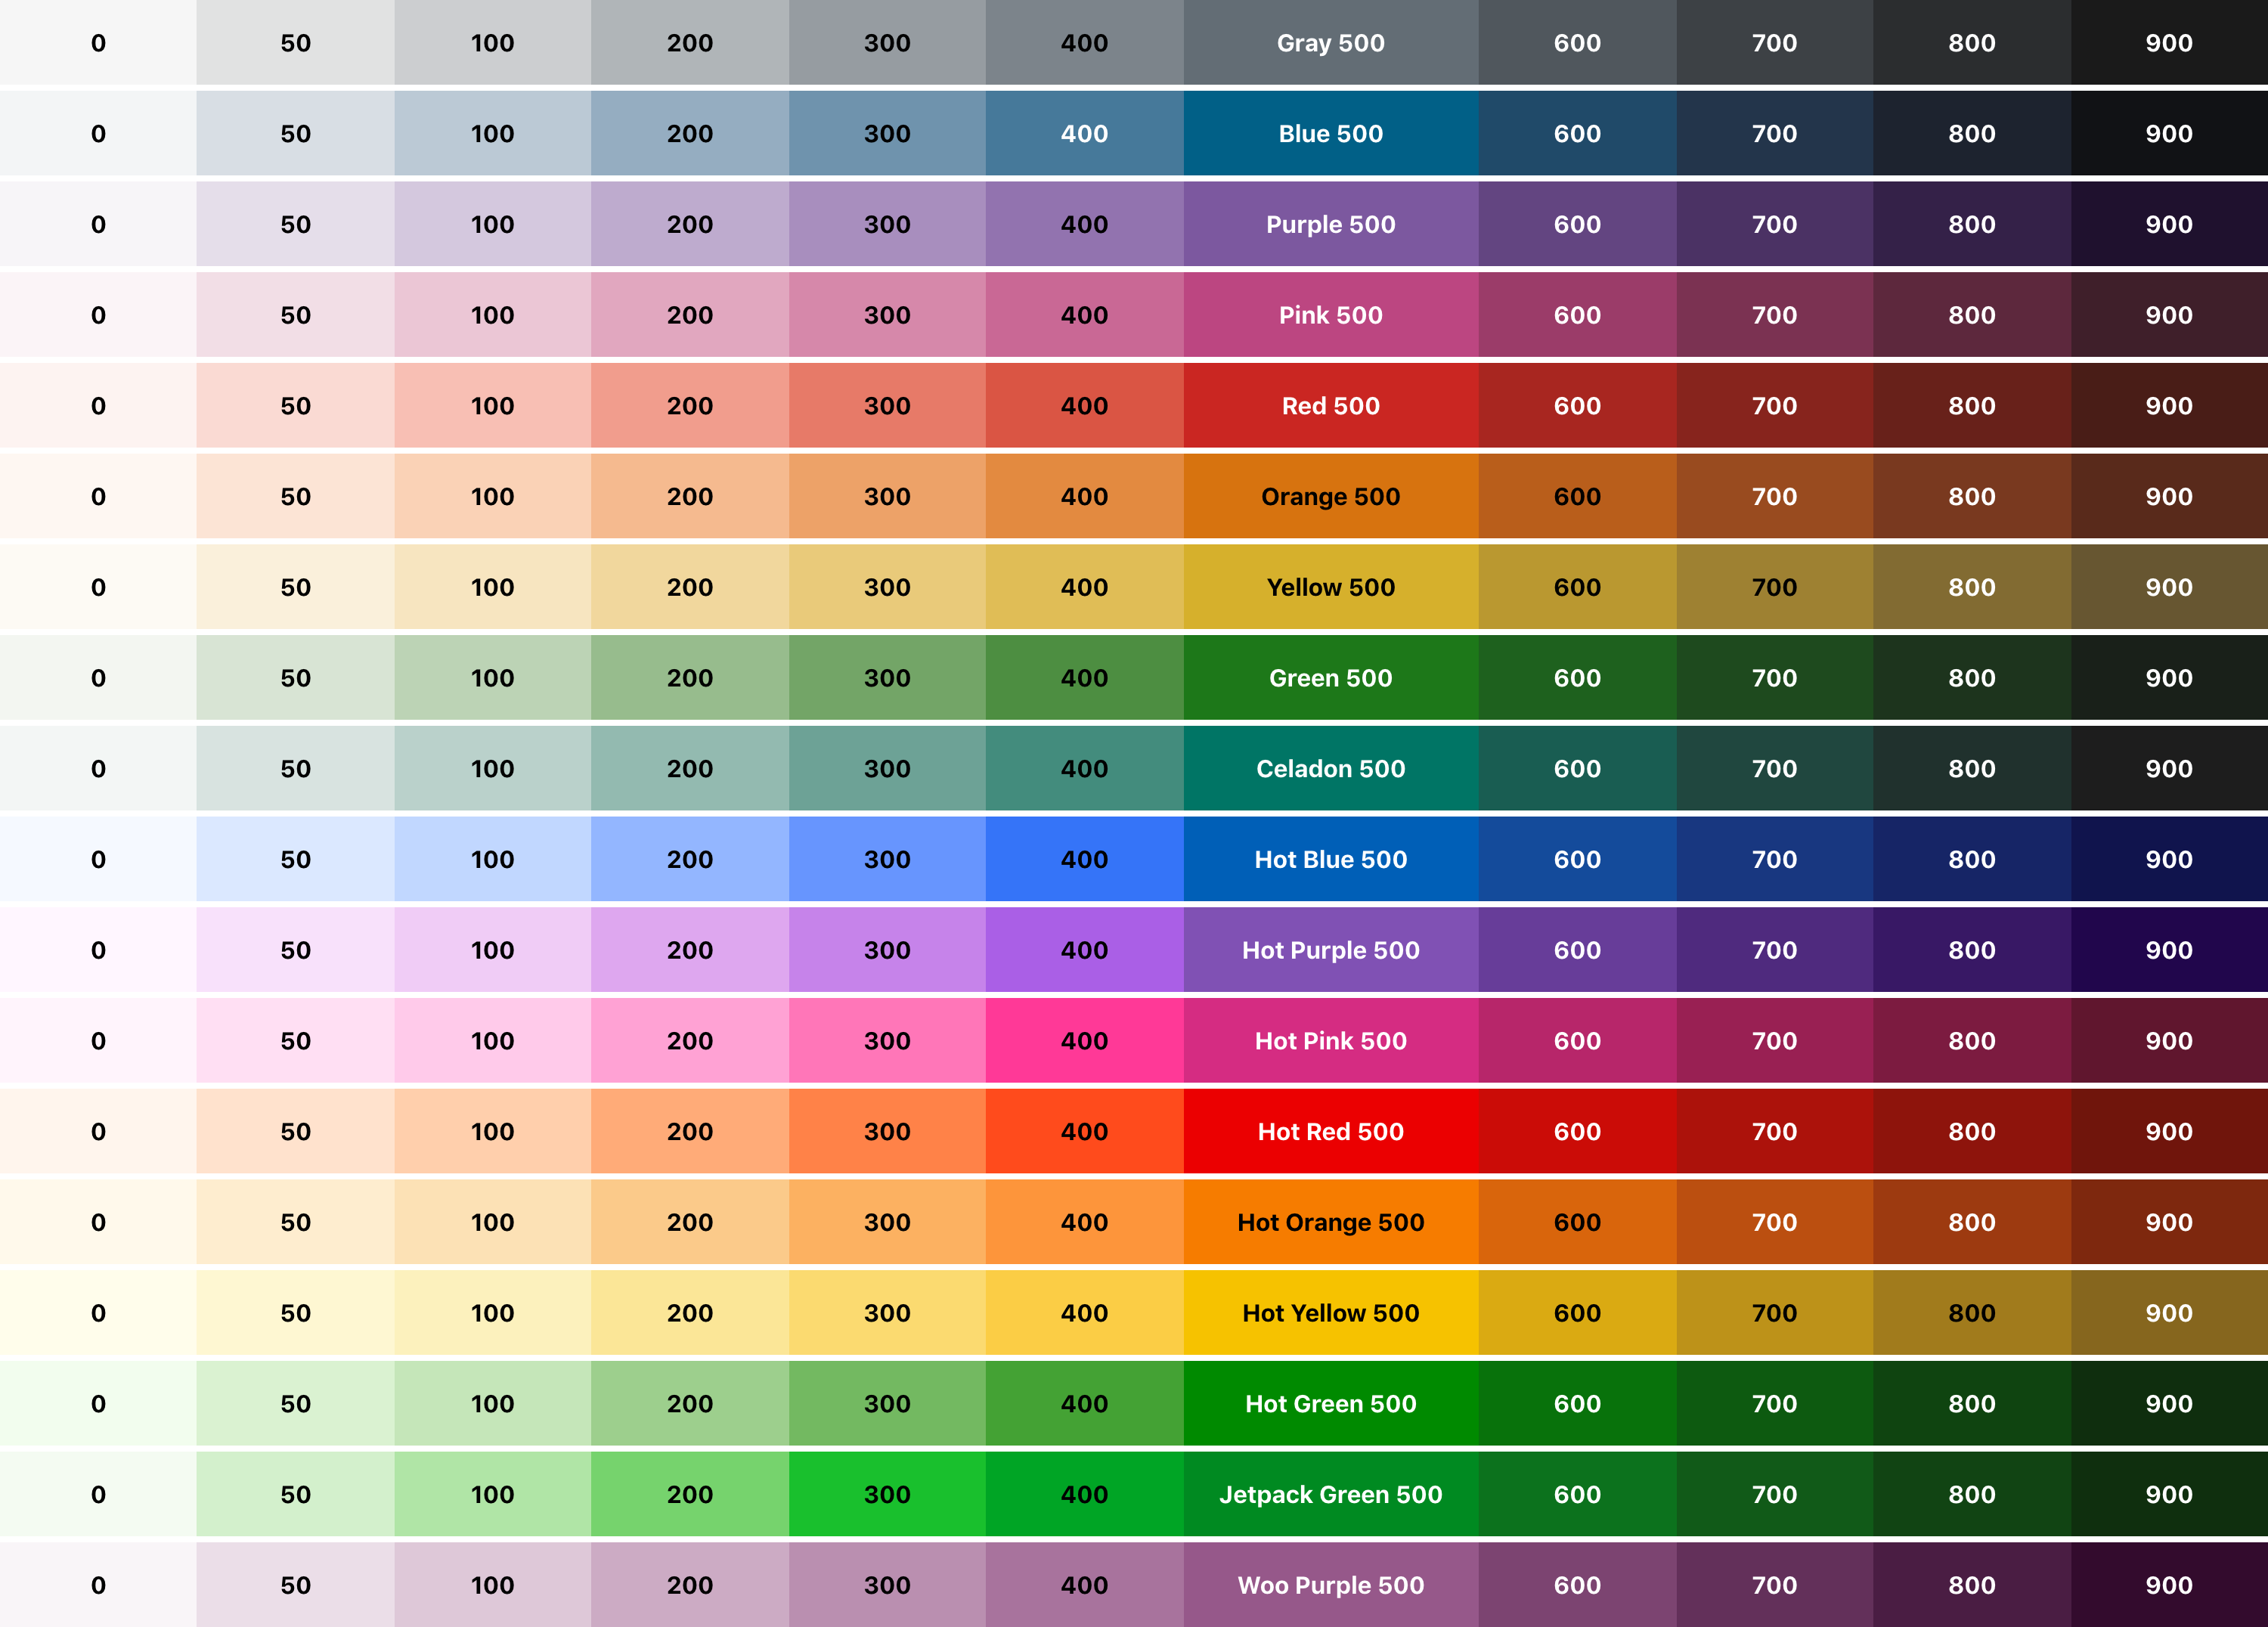 0 50 100 200 300 400 Gray 500 600 700 800 900
0 50 100 200 300 400 Blue 500 600 700 800 900
0 50 100 200 300 400 Purple 500 600 700 800 900
0 50 100 200 300 400 Pink 500 600 700 800 900
0 50 100 200 300 400 Red 500 600 700 800 900
0 50 100 200 300 400 Orange 500 600 700 800 900
0 50 100 200 300 400 Yellow 500 600 700 800 900
0 50 100 200 300 400 Green 500 600 700 800 900
0 50 100 200 300 400 Celadon 500 600 700 800 900
0 50 100 200 300 400 Hot Blue 500 600 700 800 900
0 50 100 200 300 400 Hot Purple 500 600 700 800 900
0 50 100 200 300 400 Hot Pink 500 600 700 800 900
0 50 100 200 300 400 Hot Red 500 600 700 800 900
0 50 100 200 300 400 Hot Orange 500 600 700 800 900
0 50 100 200 300 400 Hot Yellow 500 600 700 800 900
0 50 100 200 300 400 Hot Green 500 600 700 800 900
0 50 100 200 300 400 Jetpack Green 500 600 700 800 900
0 50 100 200 300 400 Woo Purple 500 600 700 800 900